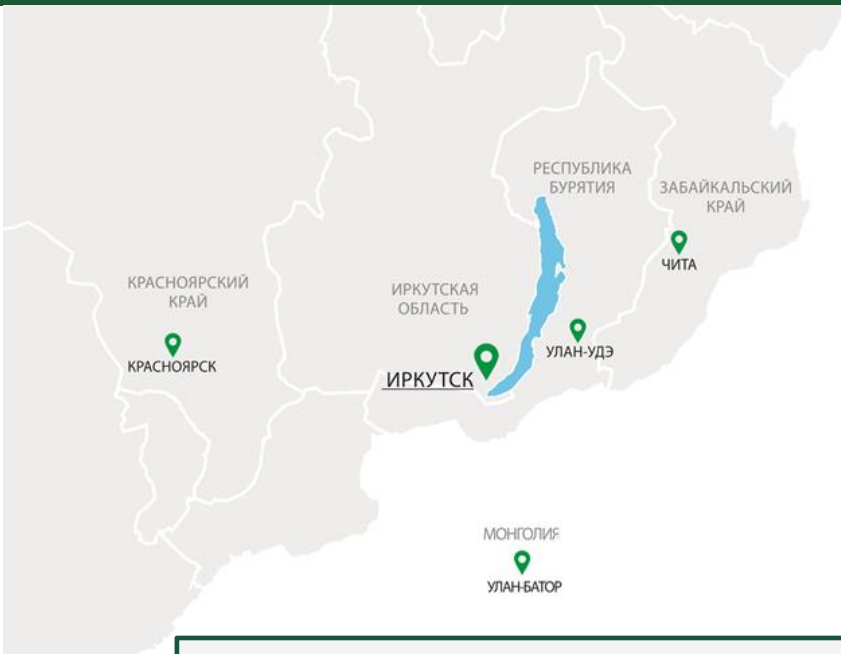 РЕСПУБЛИКА
БУРЯТИЯ
ЗАБАЙКАЛЬСКИЙ
КРАЙ
ЧИТА
КРАСНОЯРСКИЙ
КРАЙ
ИРКУТСКАЯ
ОБЛАСТЬ
КРАСНОЯРСК
УЛАН-УДЭ
ИРКУТСК
МОНГОЛИЯ
УЛАН-БАТОР